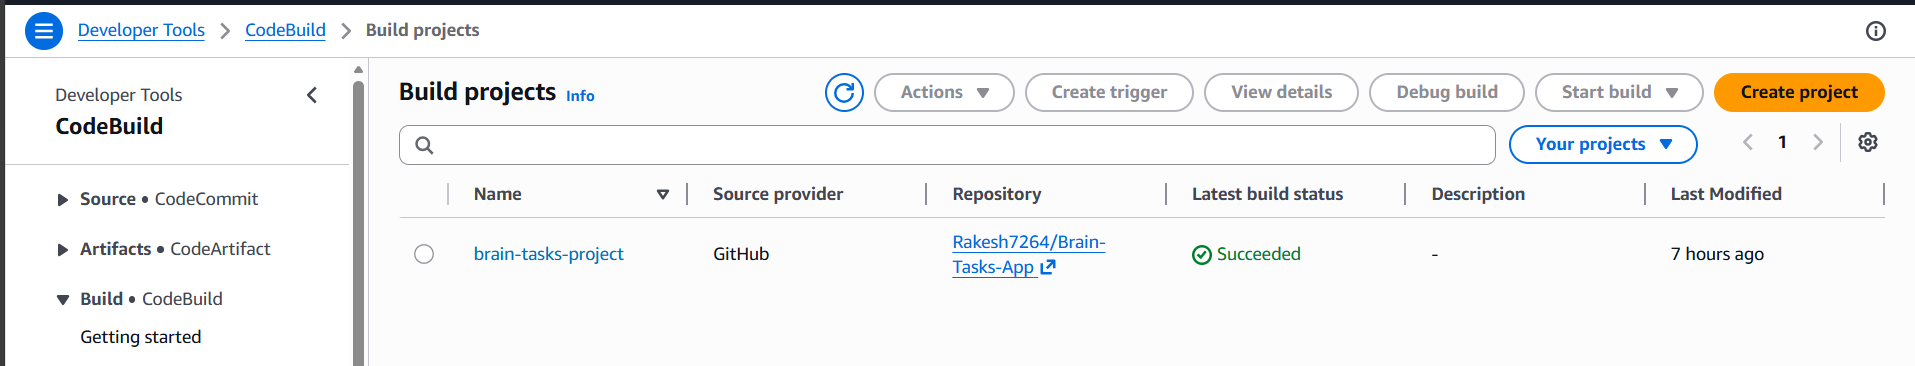 Developer Tools > CodeBuild > Build projects
Developer Tools
CodeBuild
Source • CodeCommit
Artifacts • CodeArtifact
Build • CodeBuild
Getting started
Build projects Info
Actions Create trigger View details Debug build Start build Create project
Your projects 1
Name Source provider Repository Latest build status Description Last Modified
brain-tasks-project GitHub Rakesh7264/Brain-
Tasks-App Succeeded - 7 hours ago